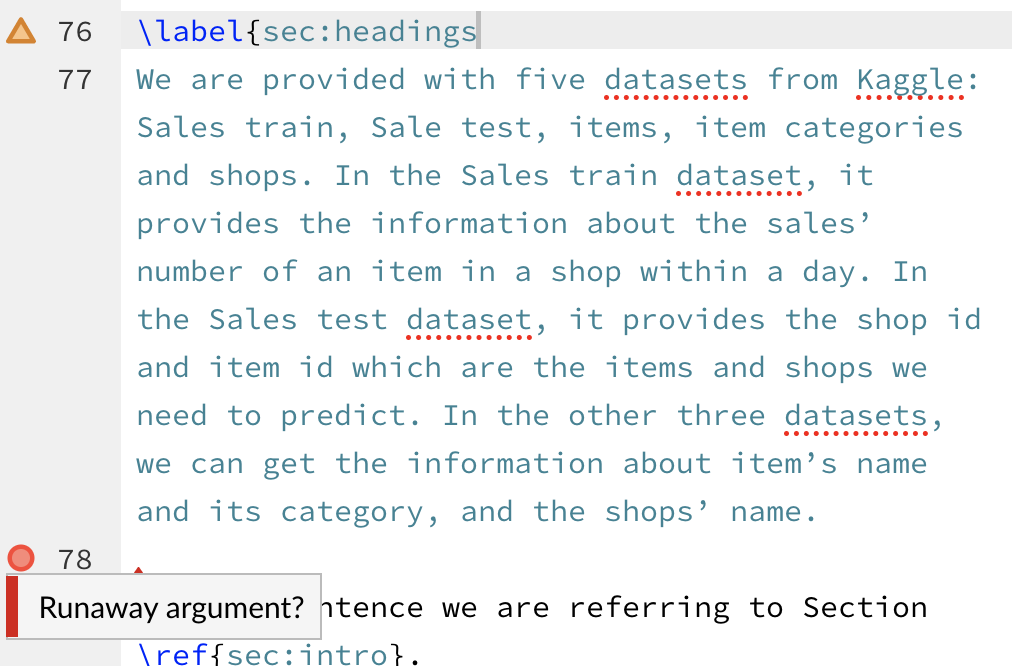 76 \label{sec:headings
77 We are provided with five datasets from Kaggle:
Sales train, Sale test, items, item categories
and shops. In the Sales train dataset, it
provides the information about the sales’
number of an item in a shop within a day. In
the Sales test dataset, it provides the shop id
and item id which are the items and shops we
need to predict. In the other three datasets,
we can get the information about item’s name
and its category, and the shops’ name.
78
Runaway argument?
we are referring to Section
\ref{sec:intro}.